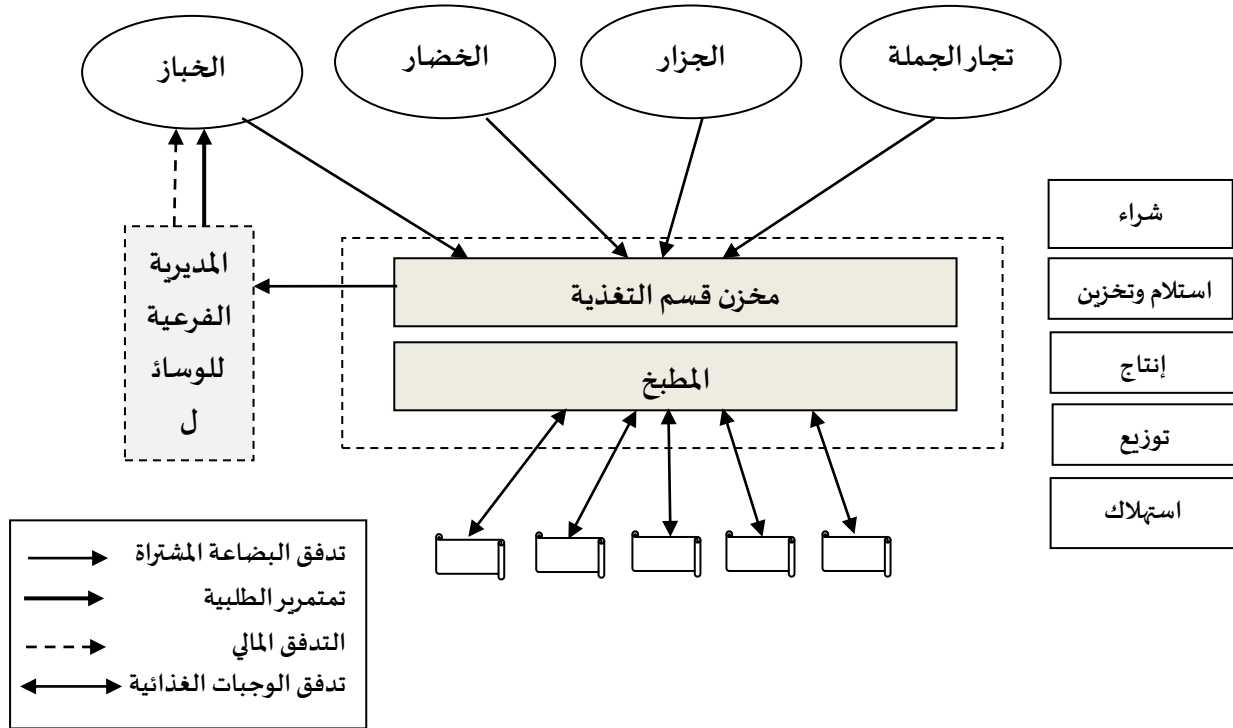 تجار الجملة
الجزار
الخضار
الخباز
شراء
استلام وتخزين
إنتاج
توزيع
استهلاك
مخزن قسم التغذية
المطبخ
المديرية
الفرعية
للوسائ
ل
تدفق البضاعة المشتراة
تمتمرير الطلبية
التدفق المالي
تدفق الوجبات الغذائية